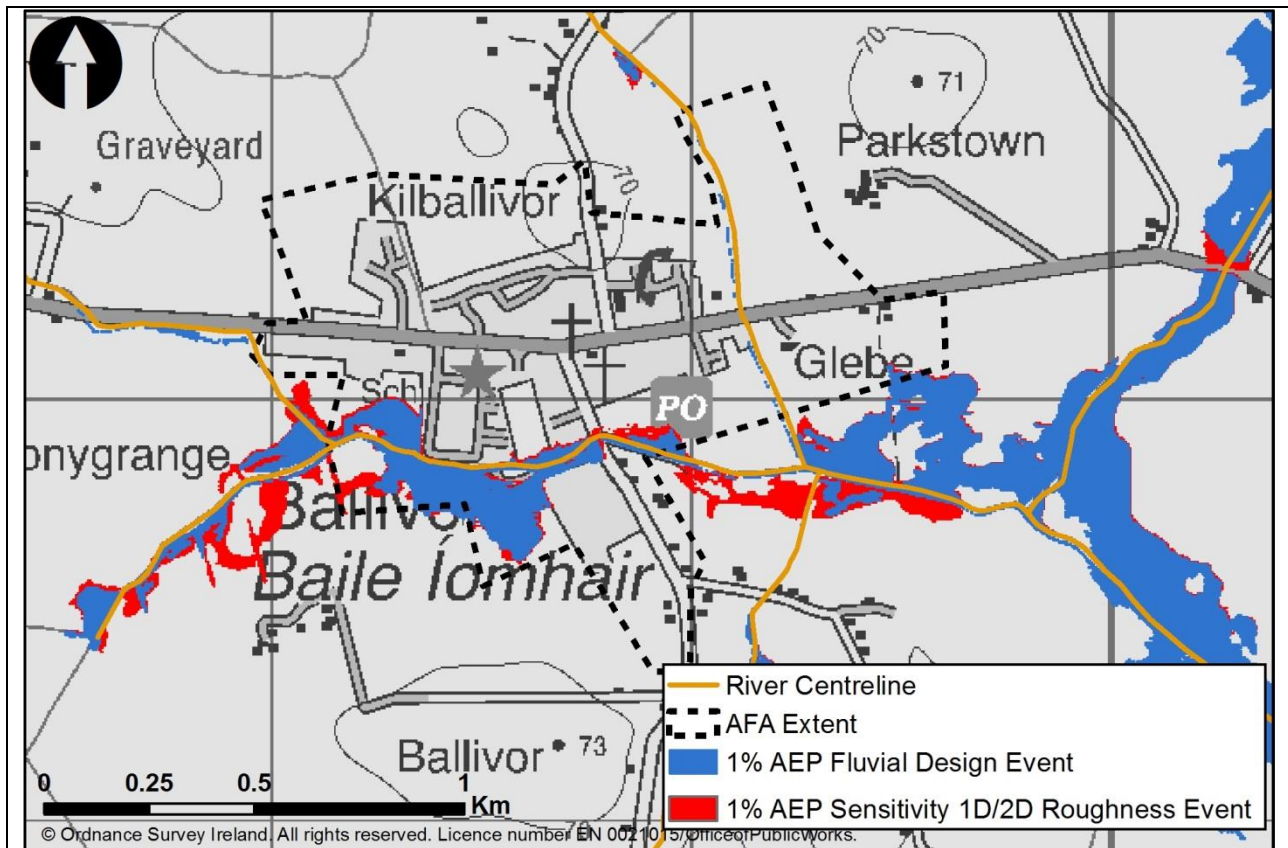 70
71
Graveyard
Parkstown
Kilballivor
70
Glebe
Sch
PO
onygrange
Ballivor
Baile Íomhair
Ballivor
73
River Centreline
AFA Extent
1% AEP Fluvial Design Event
1% AEP Sensitivity 1D/2D Roughness Event
0 0.25 0.5 1
Km
© Ordnance Survey Ireland. All rights reserved. Licence number EN 0021015/OfficeofPublicWorks.